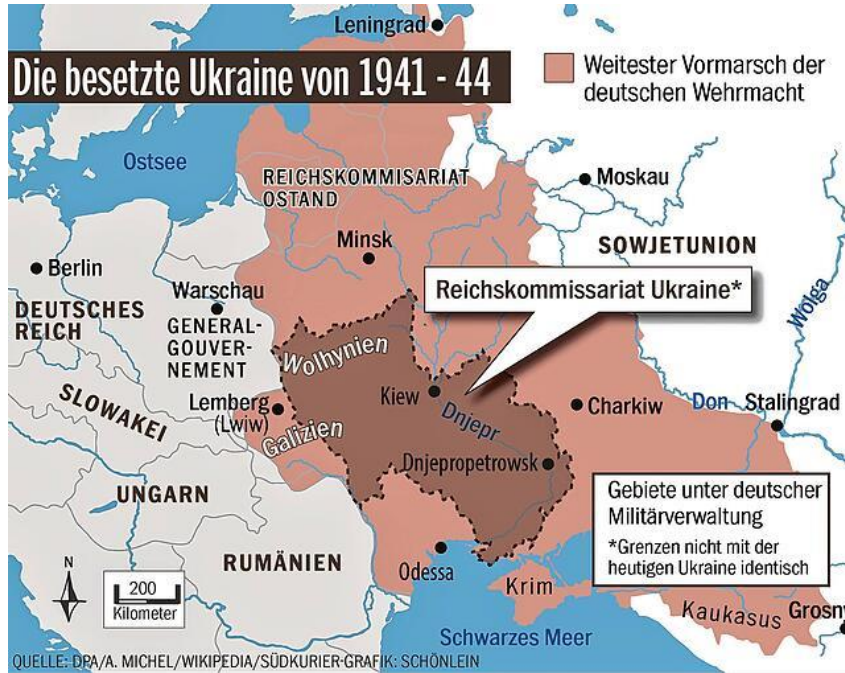 Leningrad
Die besetzte Ukraine von 1941 - 44
Weitester Vormarsch der
deutschen Wehrmacht
Ostsee
REICHSKOMMISARIAT
OSTAND
Moskau
Minsk
SOWJETUNION
Berlin
Warschau
Reichskommissariat Ukraine*
DEUTSCHES
REICH
GENERAL-
GOUVER-
NEMENT
Wolga
Wolhynien
SLOWAKEI
Lemberg
(Lwiw)
Galizien
Kiew
Dnjepr
Charkiw
Don
Stalingrad
Dnjepropetrowsk
UNGARN
Gebiete unter deutscher
Militärverwaltung
*Grenzen nicht mit der
heutigen Ukraine identisch
RUMÄNIEN
Odessa
N
200
Kilometer
Krim
Kaukasus
Grosny
Schwarzes Meer
QUELLE: DPA/A. MICHEL/WIKIPEDIA/SÜDKURIER-GRAFIK: SCHÖNLEIN